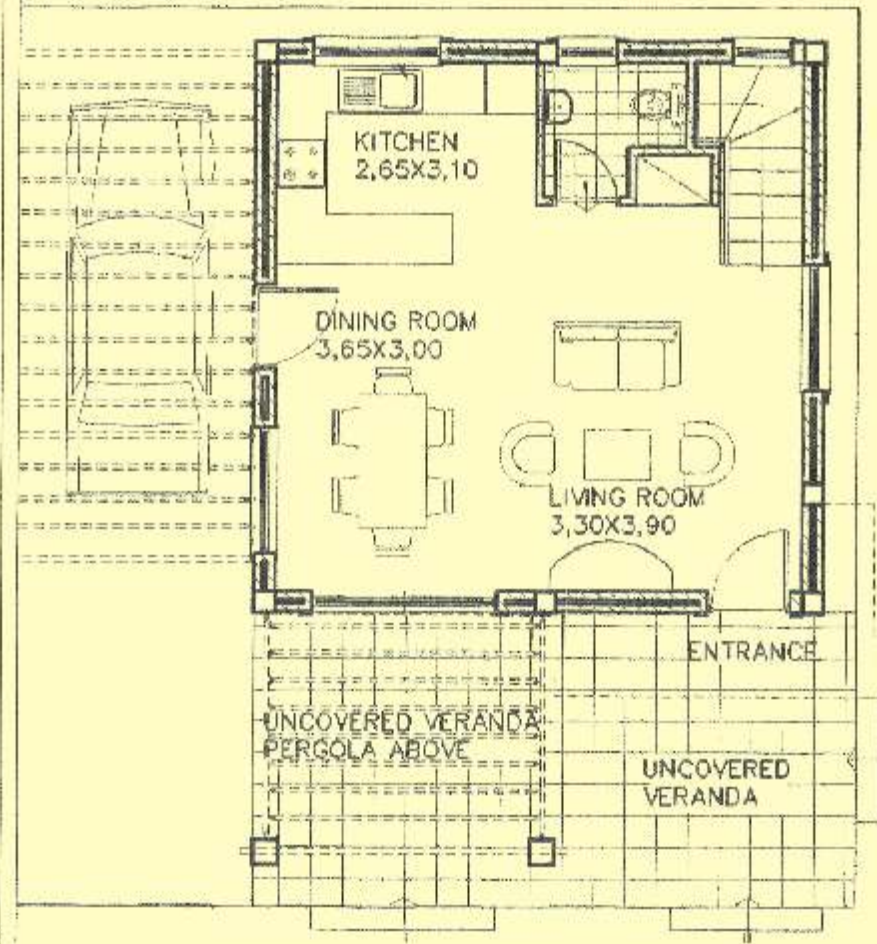 KITCHEN
2,65X3,10
DINING ROOM
3,65X3,00
LIVING ROOM
3,30X3,90
ENTRANCE
UNCOVERED VERANDA
PERGOLA ABOVE
UNCOVERED
VERANDA